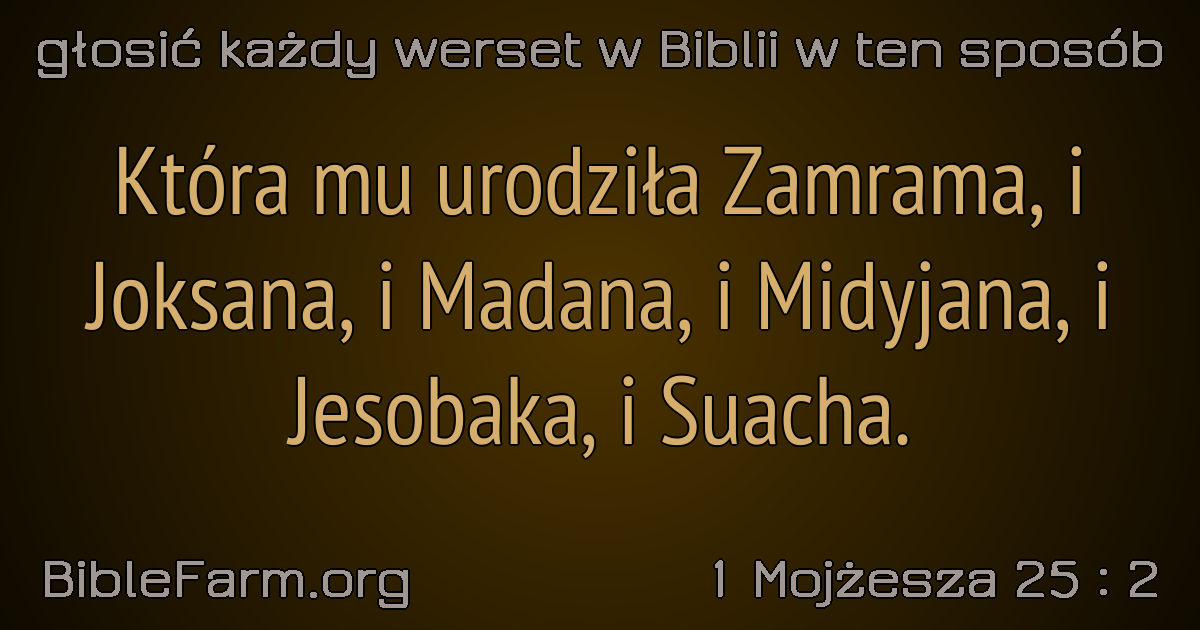 głosić każdy werset w Biblii w ten sposób
Która mu urodziła Zamrama, i
Joksana, i Madana, i Midyjana, i
Jesobaka, i Suacha.
BibleFarm.org
1 Mojżesza 25 : 2